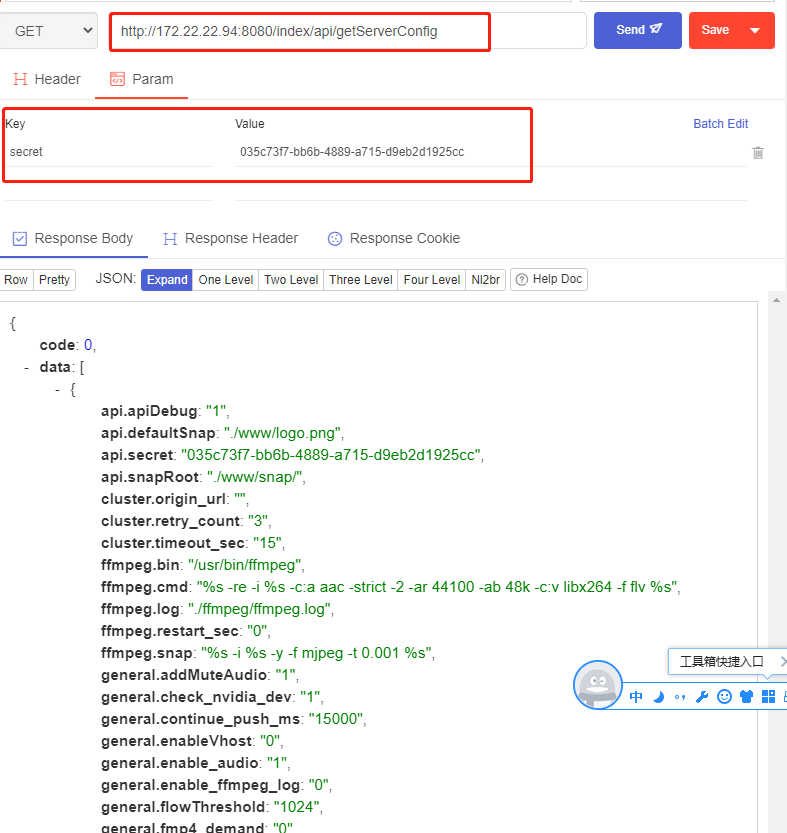 GET http://172.22.22.94:8080/index/api/getServerConfig Send Save
Header Param
Key Value Batch Edit
secret 035c73f7-bb6b-4889-a715-d9eb2d1925cc
Response Body Response Header Response Cookie
Row Pretty JSON: Expand One Level Two Level Three Level Four Level Nl2br Help Doc
{
code: 0,
- data: [
- {
api.apiDebug: "1",
api.defaultSnap: "./www/logo.png",
api.secret: "035c73f7-bb6b-4889-a715-d9eb2d1925cc",
api.snapRoot: "./www/snap/",
cluster.origin_url: "",
cluster.retry_count: "3",
cluster.timeout_sec: "15",
ffmpeg.bin: "/usr/bin/ffmpeg",
ffmpeg.cmd: "%s -re -i %s -c:a aac -strict -2 -ar 44100 -ab 48k -c:v libx264 -f flv %s",
ffmpeg.log: "./ffmpeg/ffmpeg.log",
ffmpeg.restart_sec: "0",
ffmpeg.snap: "%s -i %s -y -f mjpeg -t 0.001 %s",
工具箱快捷入口
general.addMuteAudio: "1",
general.check_nvidia_dev: "1",
中
general.continue_push_ms: "15000",
general.enableVhost: "0",
general.enable_audio: "1",
general.enable_ffmpeg_log: "0",
general.flowThreshold: "1024",
general.fmp4_demand: "0"